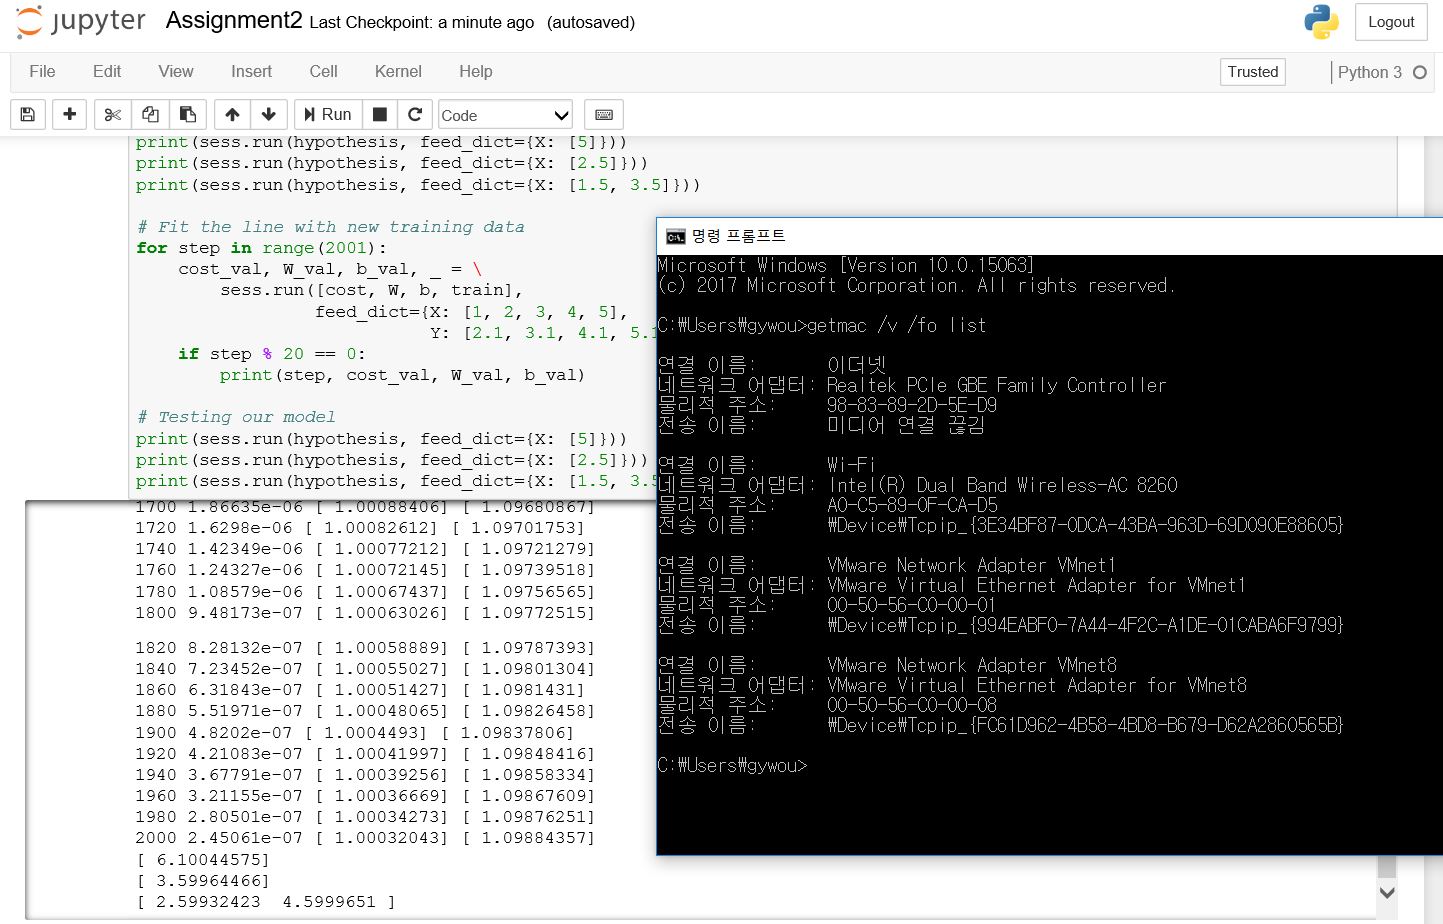 jupyter Assignment2 Last Checkpoint: a minute ago (autosaved)
Logout
File Edit View Insert Cell Kernel Help
Trusted
Python 3
Run
Code
print(sess.run(hypothesis, feed_dict={X: [5]}))
print(sess.run(hypothesis, feed_dict={X: [2.5]}))
print(sess.run(hypothesis, feed_dict={X: [1.5, 3.5]}))
# Fit the line with new training data
for step in range(2001):
    cost_val, W_val, b_val, _ = \
        sess.run([cost, W, b, train],
                 feed_dict={X: [1, 2, 3, 4, 5],
                            Y: [2.1, 3.1, 4.1, 5.1
    if step % 20 == 0:
        print(step, cost_val, W_val, b_val)
# Testing our model
print(sess.run(hypothesis, feed_dict={X: [5]}))
print(sess.run(hypothesis, feed_dict={X: [2.5]}))
print(sess.run(hypothesis, feed_dict={X: [1.5, 3.5
1700 1.86635e-06 [ 1.00088406] [ 1.09680867]
1720 1.6298e-06 [ 1.00082612] [ 1.09701753]
1740 1.42349e-06 [ 1.00077212] [ 1.09721279]
1760 1.24327e-06 [ 1.00072145] [ 1.09739518]
1780 1.08579e-06 [ 1.00067437] [ 1.09756565]
1800 9.48173e-07 [ 1.00063026] [ 1.09772515]
1820 8.28132e-07 [ 1.00058889] [ 1.09787393]
1840 7.23452e-07 [ 1.00055027] [ 1.09801304]
1860 6.31843e-07 [ 1.00051427] [ 1.0981431]
1880 5.51971e-07 [ 1.00048065] [ 1.09826458]
1900 4.8202e-07 [ 1.0004493] [ 1.09837806]
1920 4.21083e-07 [ 1.00041997] [ 1.09848416]
1940 3.67791e-07 [ 1.00039256] [ 1.09858334]
1960 3.21155e-07 [ 1.00036669] [ 1.09867609]
1980 2.80501e-07 [ 1.00034273] [ 1.09876251]
2000 2.45061e-07 [ 1.00032043] [ 1.09884357]
[ 6.10044575]
[ 3.59964466]
[ 2.59932423  4.5999651 ]
명령 프롬프트
Microsoft Windows [Version 10.0.15063]
(c) 2017 Microsoft Corporation. All rights reserved.
C:₩Users₩gywou>getmac /v /fo list
연결 이름: 이더넷
네트워크 어댑터: Realtek PCIe GBE Family Controller
물리적 주소: 98-83-89-2D-5E-D9
전송 이름: 미디어 연결 끊김
연결 이름: Wi-Fi
네트워크 어댑터: Intel(R) Dual Band Wireless-AC 8260
물리적 주소: A0-C5-89-0F-CA-D5
전송 이름: ₩Device₩Tcpip_{3E34BF87-0DCA-43BA-963D-69D090E88605}
연결 이름: VMware Network Adapter VMnet1
네트워크 어댑터: VMware Virtual Ethernet Adapter for VMnet1
물리적 주소: 00-50-56-C0-00-01
전송 이름: ₩Device₩Tcpip_{994EABF0-7A44-4F2C-A1DE-01CABA6F9799}
연결 이름: VMware Network Adapter VMnet8
네트워크 어댑터: VMware Virtual Ethernet Adapter for VMnet8
물리적 주소: 00-50-56-C0-00-08
전송 이름: ₩Device₩Tcpip_{FC61D962-4B58-4BD8-B679-D62A2860565B}
C:₩Users₩gywou>